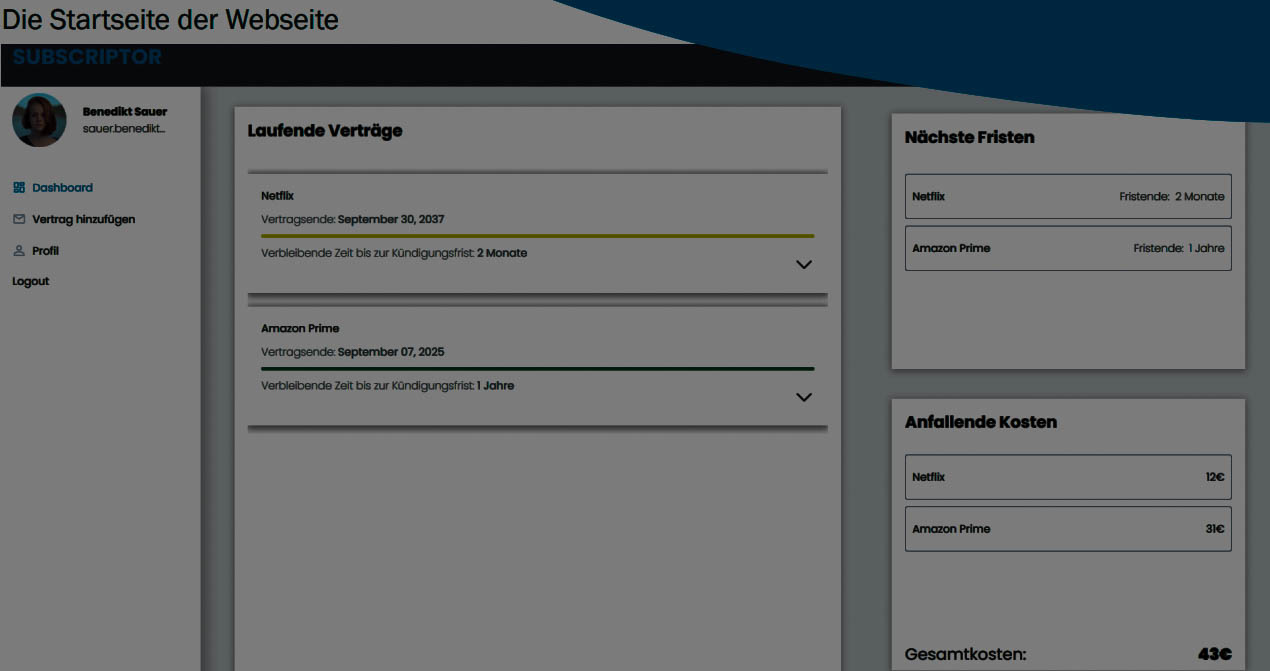 Die Startseite der Webseite
SUBSCRIPTOR
Benedikt Sauer
sauer.benedikt...
Dashboard
Vertrag hinzufügen
Profil
Logout
Laufende Verträge
Netflix
Vertragsende: September 30, 2037
Verbleibende Zeit bis zur Kündigungsfrist: 2 Monate
Amazon Prime
Vertragsende: September 07, 2025
Verbleibende Zeit bis zur Kündigungsfrist: 1 Jahre
Nächste Fristen
Netflix Fristende: 2 Monate
Amazon Prime Fristende: 1 Jahre
Anfallende Kosten
Netflix 12€
Amazon Prime 31€
Gesamtkosten: 43€